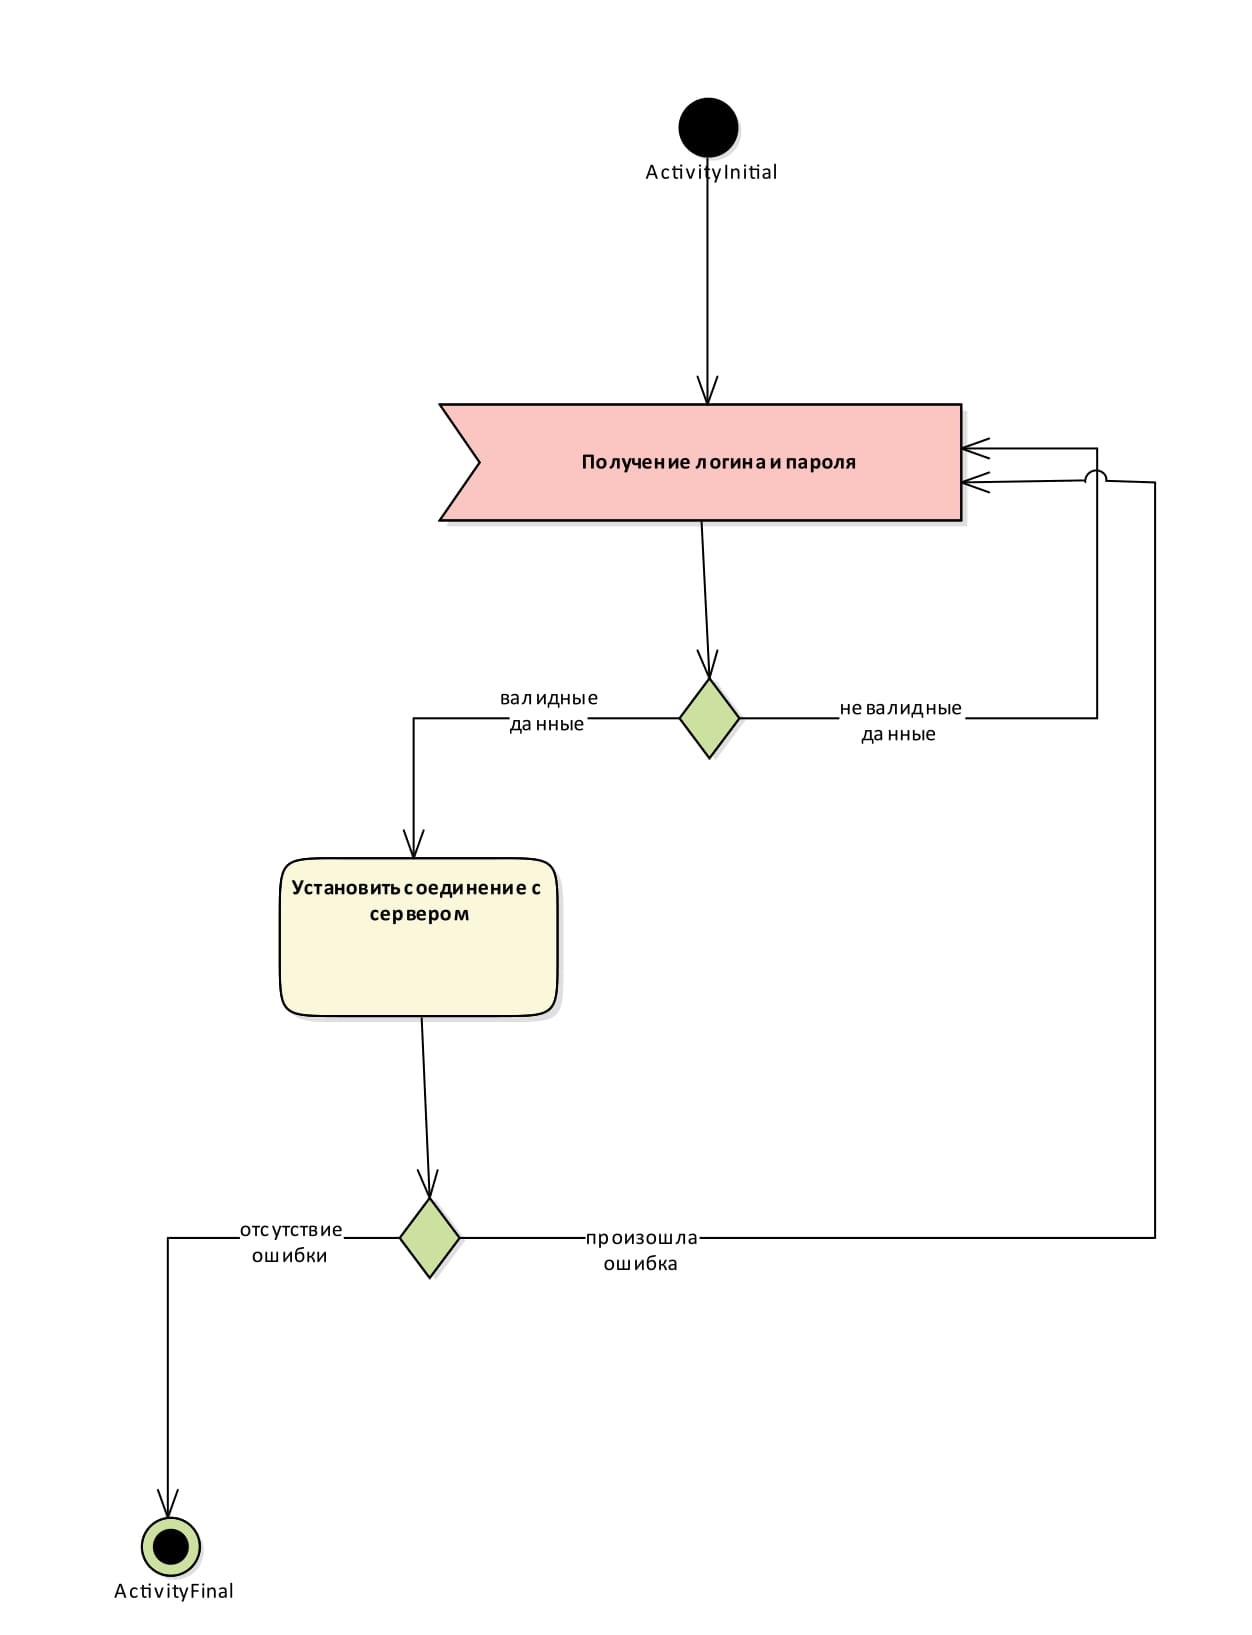 ActivityInitial
Получение логина и пароля
валидные
данные
невалидные
данные
Установить соединение с
сервером
отсутствие
ошибки
произошла
ошибка
ActivityFinal